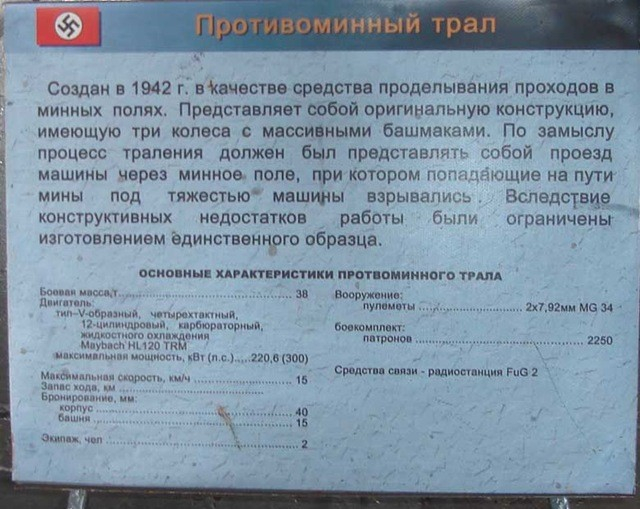 Противоминный трал
Создан в 1942 г. в качестве средства проделывания проходов в
минных полях. Представляет собой оригинальную конструкцию,
имеющую три колеса с массивными башмаками. По замыслу
процесс траления должен был представлять собой проезд
машины через минное поле, при котором попадающие на пути
мины под тяжестью машины взрывались. Вследствие
конструктивных недостатков работы были ограничены
изготовлением единственного образца.
ОСНОВНЫЕ ХАРАКТЕРИСТИКИ ПРОТВОМИННОГО ТРАЛА
Боевая масса,т 38
Двигатель:
тип–V-образный, четырехтактный,
12-цилиндровый, карбюраторный,
жидкостного охлаждения
Maybach HL120 TRM
максимальная мощность, кВт (л.с.)....220,6 (300)
Максимальная скорость, км/ч 15
Запас хода, км
Бронирование, мм:
корпус 40
башня 15
Экипаж, чел 2
Вооружение:
пулеметы 2х7,92мм MG 34
боекомплект:
патронов 2250
Средства связи - радиостанция FuG 2